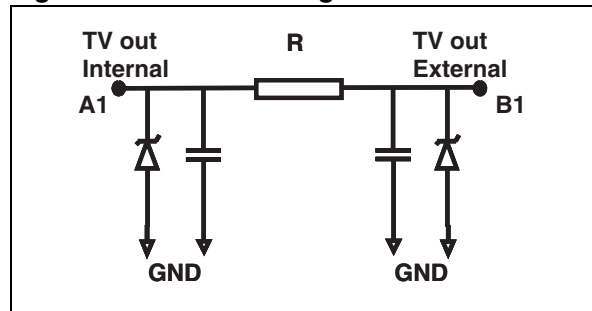 TV out
Internal
A1
R
TV out
External
B1
GND
GND